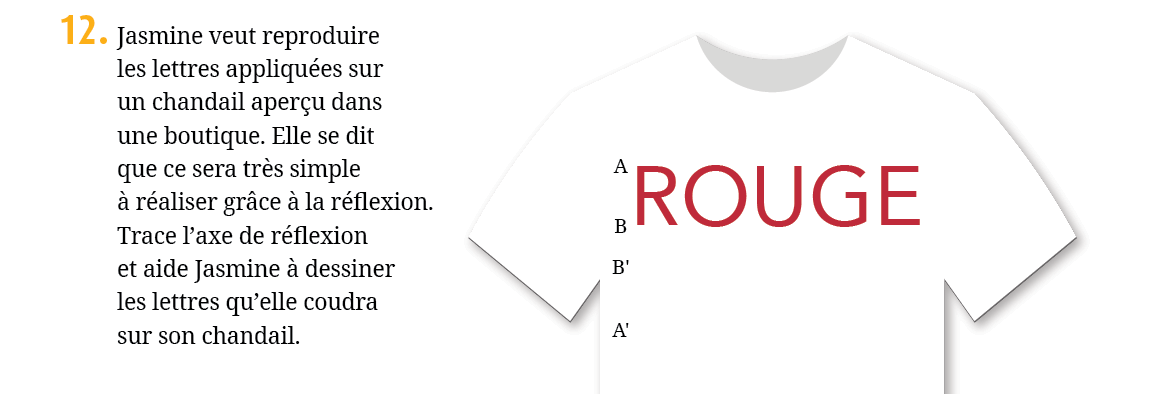 12. Jasmine veut reproduire
les lettres appliquées sur
un chandail aperçu dans
une boutique. Elle se dit
que ce sera très simple
à réaliser grâce à la réflexion.
Trace l’axe de réflexion
et aide Jasmine à dessiner
les lettres qu’elle coudra
sur son chandail.
A
ROUGE
B
B'
A'